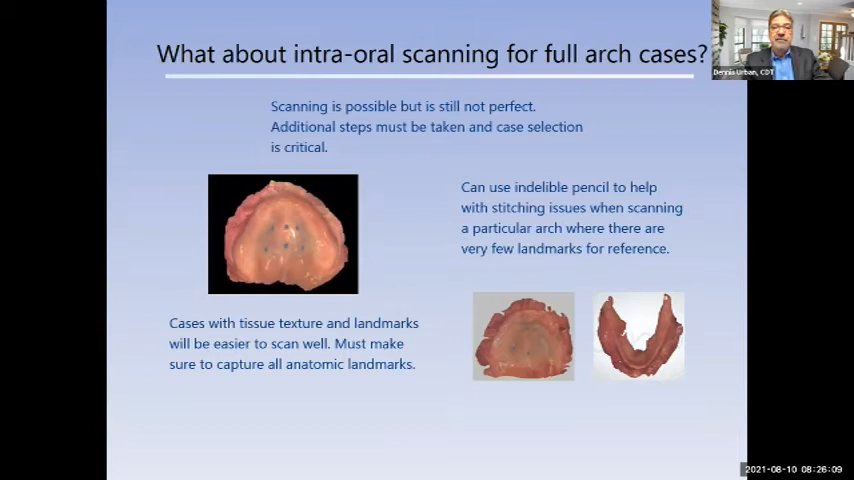 What about intra-oral scanning for full arch cases?
Dennis Urban, CDT
Scanning is possible but is still not perfect.
Additional steps must be taken and case selection
is critical.
Can use indelible pencil to help
with stitching issues when scanning
a particular arch where there are
very few landmarks for reference.
Cases with tissue texture and landmarks
will be easier to scan well. Must make
sure to capture all anatomic landmarks.
2021-08-10 08:26:09